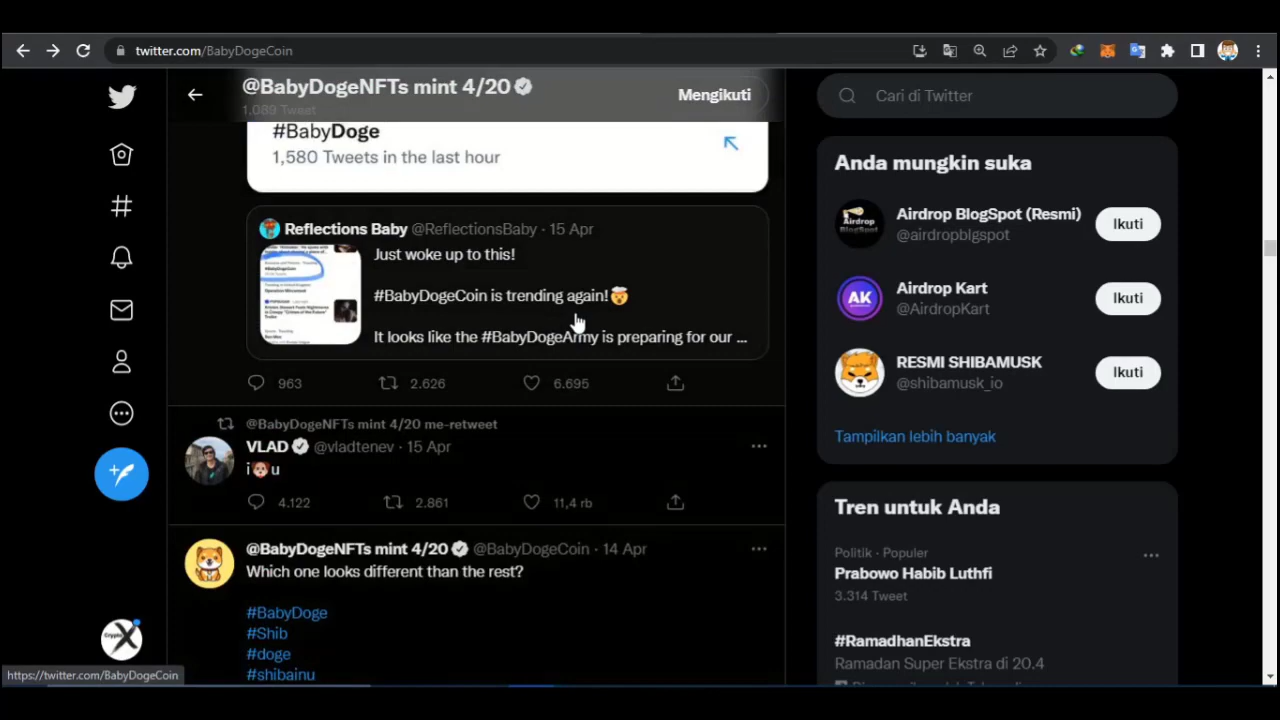 twitter.com/BabyDogeCoin
@BabyDogeNFTs mint 4/20
1,089 Tweet
Mengikuti
#BabyDoge
1,580 Tweets in the last hour
Reflections Baby @ReflectionsBaby · 15 Apr
Just woke up to this!
#BabyDogeCoin is trending again!🤯
It looks like the #BabyDogeArmy is preparing for our ...
963 2.626 6.695
@BabyDogeNFTs mint 4/20 me-retweet
VLAD @vladtenev · 15 Apr
i🐶u
4.122 2.861 11,4 rb
@BabyDogeNFTs mint 4/20 @BabyDogeCoin · 14 Apr
Which one looks different than the rest?
#BabyDoge
#Shib
#doge
#shibainu
Cari di Twitter
Anda mungkin suka
Airdrop BlogSpot (Resmi)
@airdropblgspot
Ikuti
Airdrop Kart
@AirdropKart
Ikuti
RESMI SHIBAMUSK
@shibamusk_io
Ikuti
Tampilkan lebih banyak
Tren untuk Anda
Politik · Populer
Prabowo Habib Luthfi
3.314 Tweet
#RamadhanEkstra
Ramadan Super Ekstra di 20.4
https://twitter.com/BabyDogeCoin